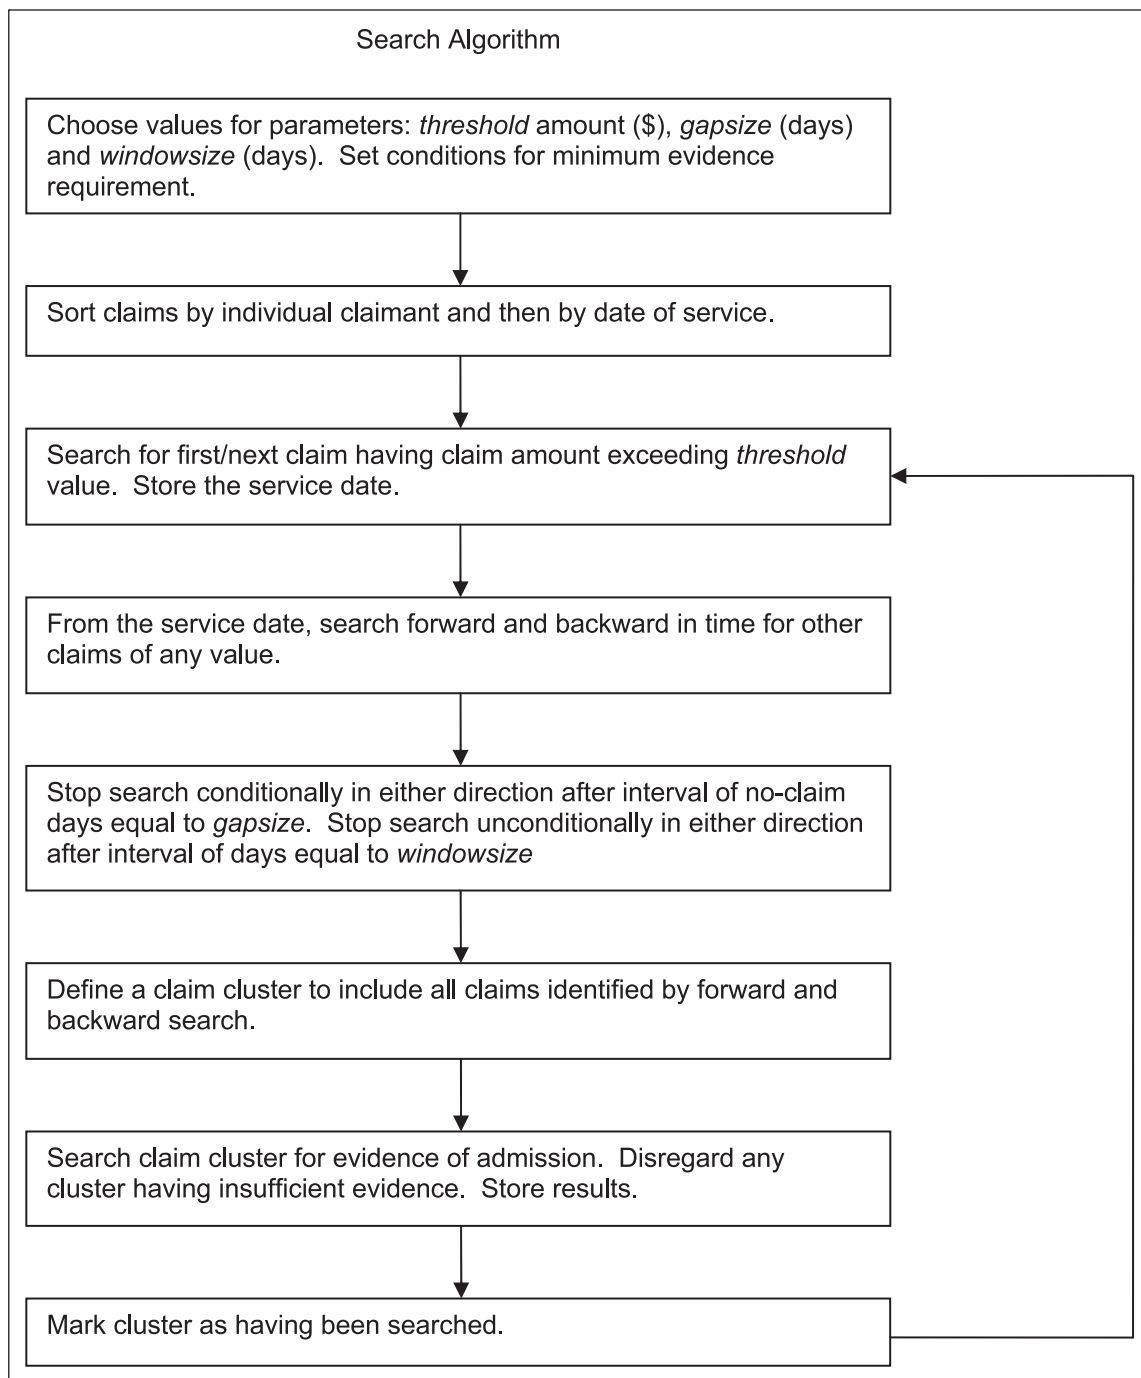 Search Algorithm
Choose values for parameters: threshold amount ($), gapsize (days)
and windowsize (days).  Set conditions for minimum evidence
requirement.
Sort claims by individual claimant and then by date of service.
Search for first/next claim having claim amount exceeding threshold
value.  Store the service date.
From the service date, search forward and backward in time for other
claims of any value.
Stop search conditionally in either direction after interval of no-claim
days equal to gapsize.  Stop search unconditionally in either direction
after interval of days equal to windowsize
Define a claim cluster to include all claims identified by forward and
backward search.
Search claim cluster for evidence of admission.  Disregard any
cluster having insufficient evidence.  Store results.
Mark cluster as having been searched.